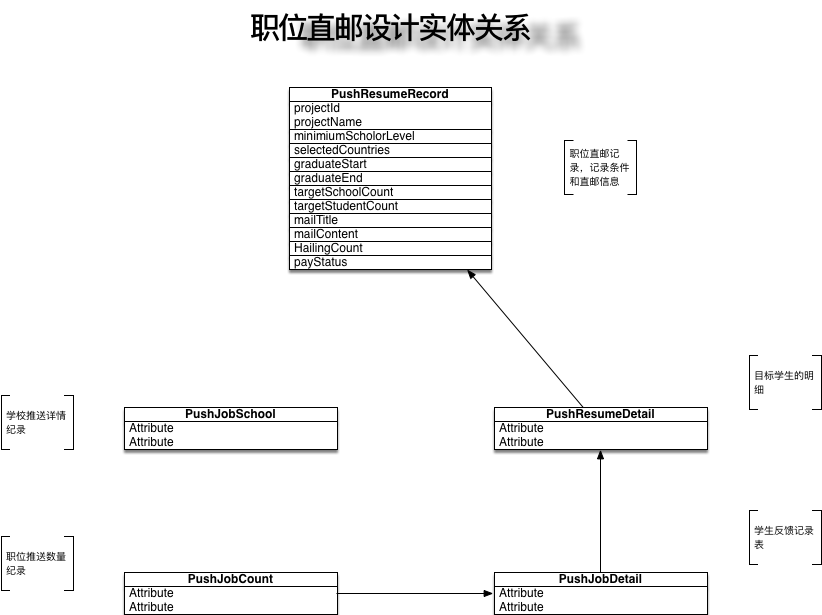 职位直邮设计实体关系
PushResumeRecord
projectId
projectName
minimiumScholorLevel
selectedCountries
graduateStart
graduateEnd
targetSchoolCount
targetStudentCount
mailTitle
mailContent
HailingCount
payStatus
职位直邮记
录，记录条件
和直邮信息
目标学生的明
细
学校推送详情
纪录
PushJobSchool
Attribute
Attribute
PushResumeDetail
Attribute
Attribute
学生反馈记录
表
职位推送数量
纪录
PushJobCount
Attribute
Attribute
PushJobDetail
Attribute
Attribute